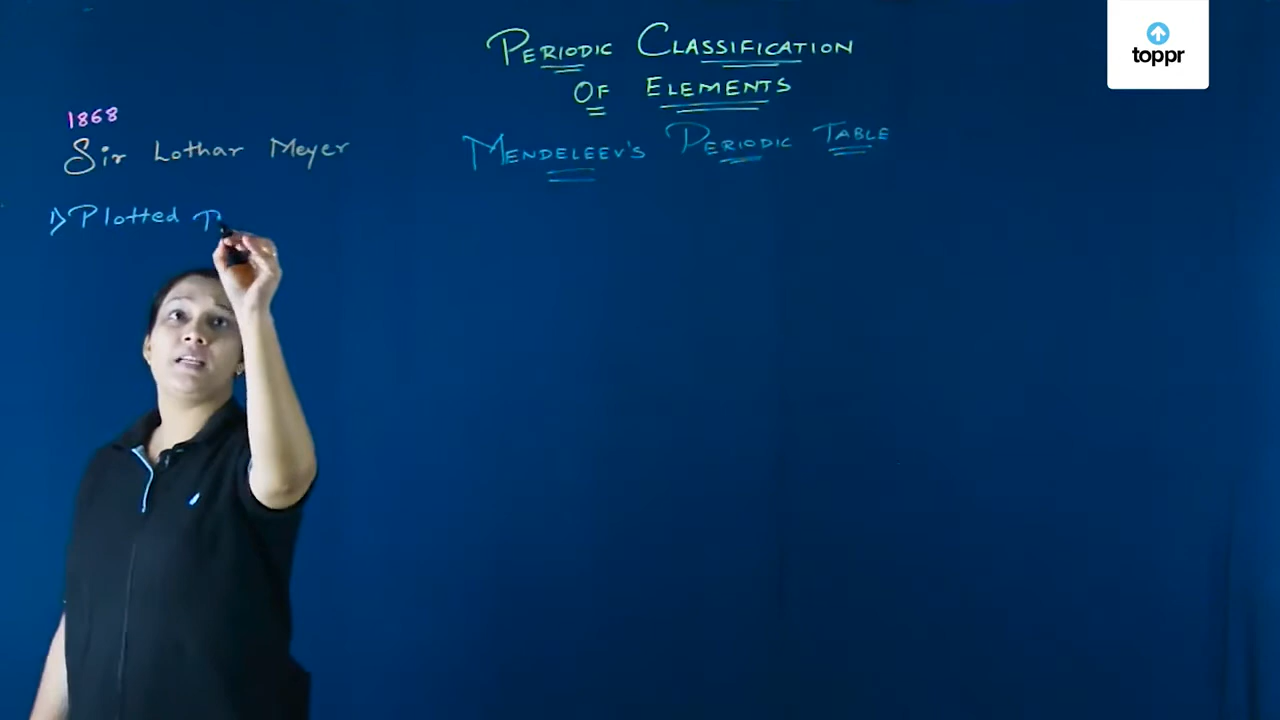 PERIODIC CLASSIFICATION
OF ELEMENTS
toppr
1868
Sir Lothar Meyer
MENDELEEV'S PERIODIC TABLE
1) Plotted